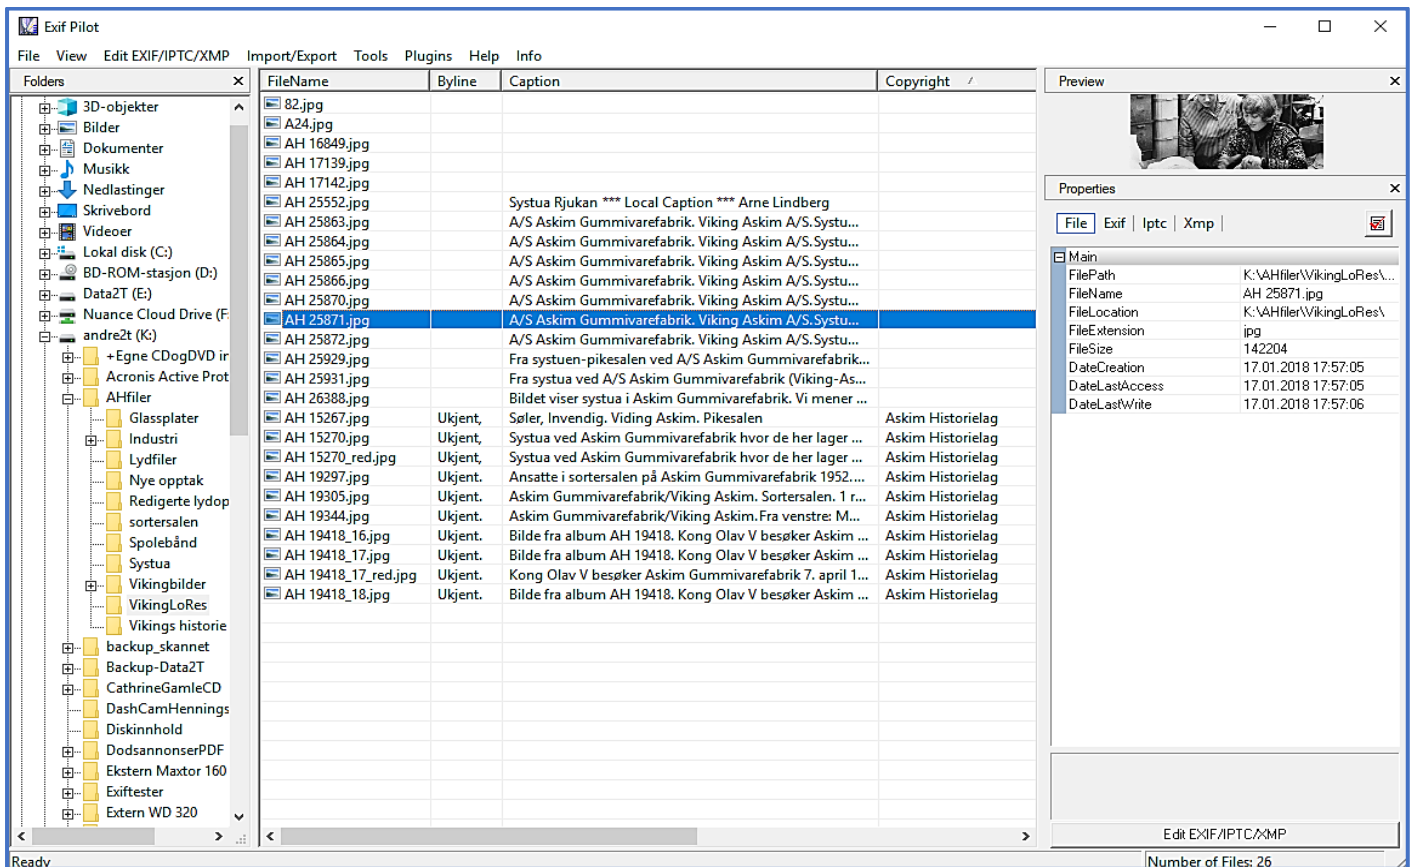 Exif Pilot
File View Edit EXIF/IPTC/XMP Import/Export Tools Plugins Help Info
Folders
3D-objekter
Bilder
Dokumenter
Musikk
Nedlastinger
Skrivebord
Videoer
Lokal disk (C:)
BD-ROM-stasjon (D:)
Data2T (E:)
Nuance Cloud Drive (F:
andre2t (K:)
+Egne CDogDVD in
Acronis Active Prot
AHfiler
Glassplater
Industri
Lydfiler
Nye opptak
Redigerte lydop
sortersalen
Spolebånd
Systua
Vikingbilder
VikingLoRes
Vikings historie
backup_skannet
Backup-Data2T
CathrineGamleCD
DashCamHennings
Diskinnhold
DodsannonserPDF
Ekstern Maxtor 160
Exiftester
Extern WD 320
FileName Byline Caption Copyright
82.jpg
A24.jpg
AH 16849.jpg
AH 17139.jpg
AH 17142.jpg
AH 25552.jpg Systua Rjukan *** Local Caption *** Arne Lindberg
AH 25863.jpg A/S Askim Gummivarefabrik. Viking Askim A/S.Systu...
AH 25864.jpg A/S Askim Gummivarefabrik. Viking Askim A/S.Systu...
AH 25865.jpg A/S Askim Gummivarefabrik. Viking Askim A/S.Systu...
AH 25866.jpg A/S Askim Gummivarefabrik. Viking Askim A/S.Systu...
AH 25870.jpg A/S Askim Gummivarefabrik. Viking Askim A/S.Systu...
AH 25871.jpg A/S Askim Gummivarefabrik. Viking Askim A/S.Systu...
AH 25872.jpg A/S Askim Gummivarefabrik. Viking Askim A/S.Systu...
AH 25929.jpg Fra systuen-pikesalen ved A/S Askim Gummivarefabrik...
AH 25931.jpg Fra systua ved A/S Askim Gummivarefabrik (Viking-As...
AH 26388.jpg Bildet viser systua i Askim Gummivarefabrik. Vi mener ...
AH 15267.jpg Ukjent, Søler, Invendig. Viding Askim. Pikesalen Askim Historielag
AH 15270.jpg Ukjent, Systua ved Askim Gummivarefabrik hvor de her lager ... Askim Historielag
AH 15270_red.jpg Ukjent, Systua ved Askim Gummivarefabrik hvor de her lager ... Askim Historielag
AH 19297.jpg Ukjent. Ansatte i sortersalen på Askim Gummivarefabrik 1952.... Askim Historielag
AH 19305.jpg Ukjent. Askim Gummivarefabrik/Viking Askim. Sortersalen. 1 r... Askim Historielag
AH 19344.jpg Ukjent. Askim Gummivarefabrik/Viking Askim.Fra venstre: M... Askim Historielag
AH 19418_16.jpg Ukjent. Bilde fra album AH 19418. Kong Olav V besøker Askim ... Askim Historielag
AH 19418_17.jpg Ukjent. Bilde fra album AH 19418. Kong Olav V besøker Askim ... Askim Historielag
AH 19418_17_red.jpg Ukjent. Kong Olav V besøker Askim Gummivarefabrik 7. april 1... Askim Historielag
AH 19418_18.jpg Ukjent. Bilde fra album AH 19418. Kong Olav V besøker Askim ... Askim Historielag
Preview
Properties
File Exif Iptc Xmp
Main
FilePath K:\AHfiler\VikingLoRes\...
FileName AH 25871.jpg
FileLocation K:\AHfiler\VikingLoRes\
FileExtension jpg
FileSize 142204
DateCreation 17.01.2018 17:57:05
DateLastAccess 17.01.2018 17:57:05
DateLastWrite 17.01.2018 17:57:06
Edit EXIF/IPTC/XMP
Ready
Number of Files: 26